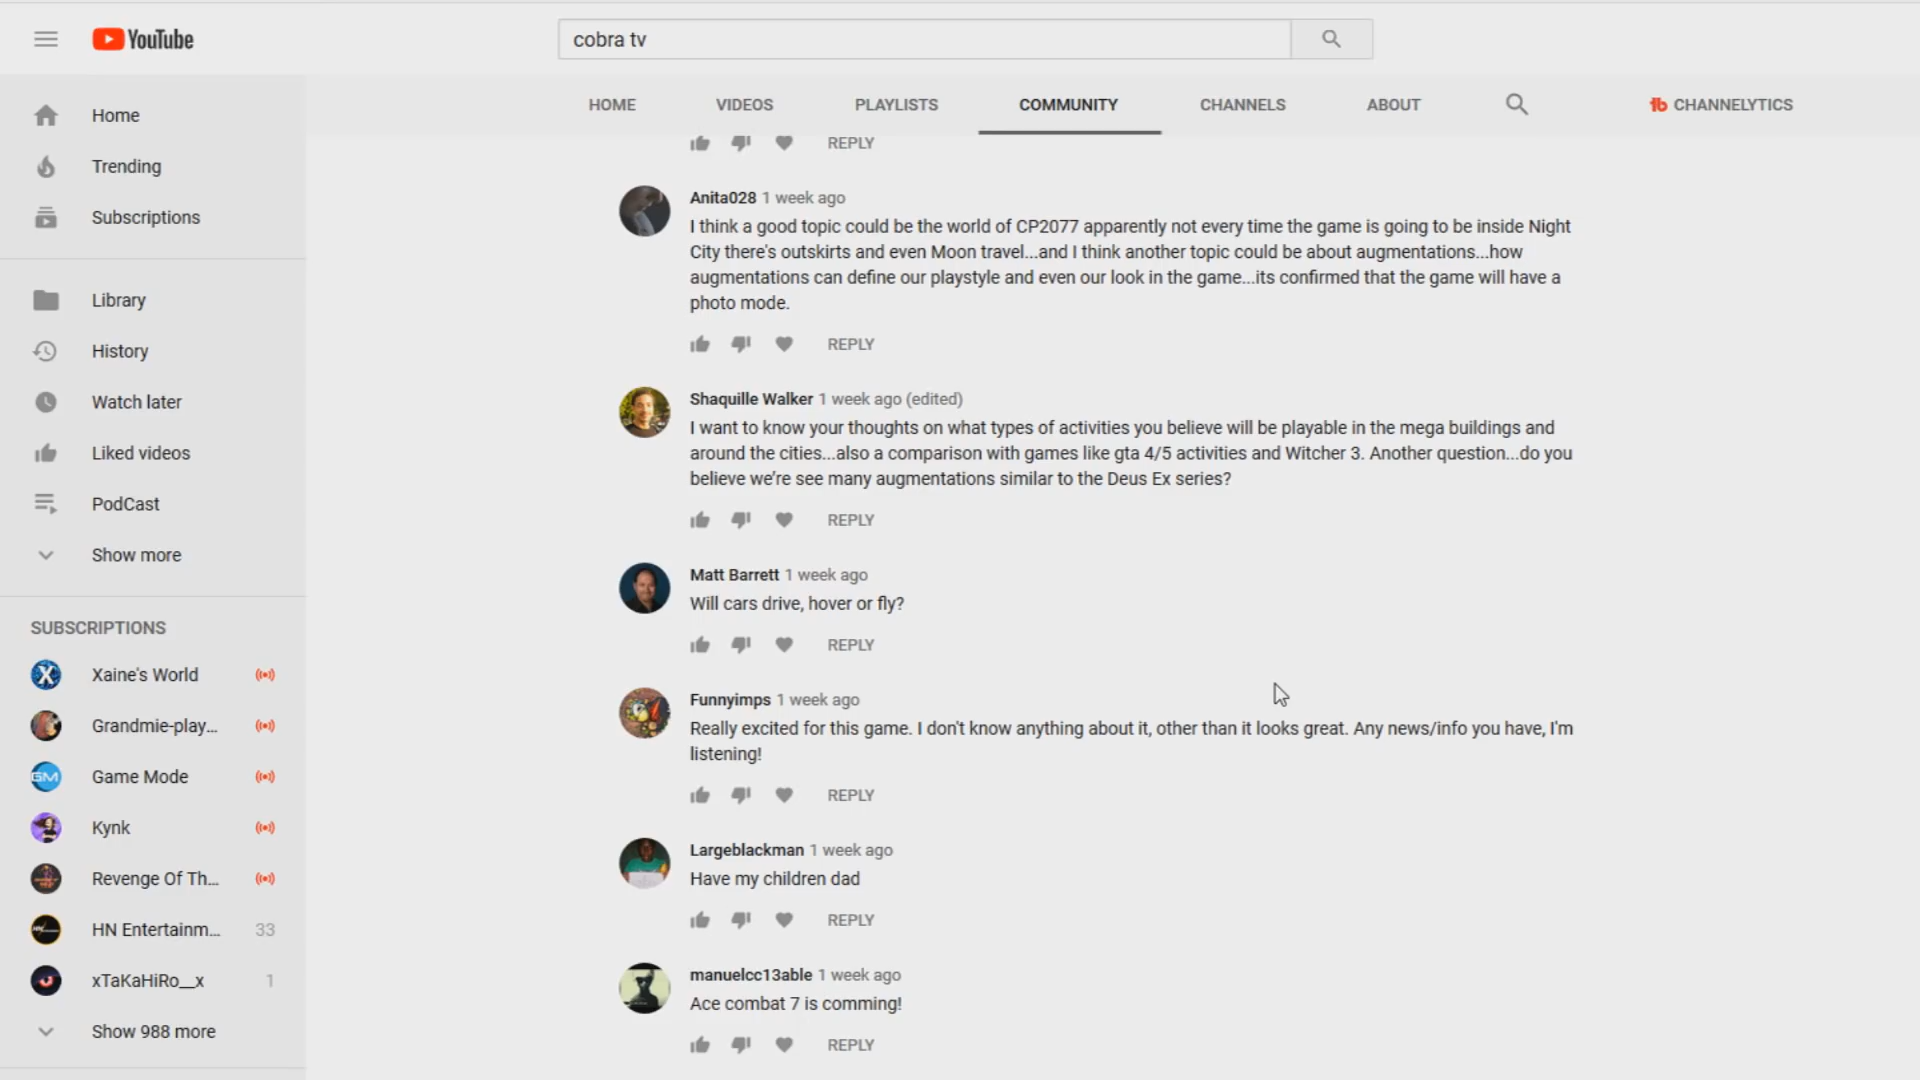 YouTube
cobra tv
HOME VIDEOS PLAYLISTS COMMUNITY CHANNELS ABOUT CHANNELYTICS
Home
Trending
Subscriptions
Library
History
Watch later
Liked videos
PodCast
Show more
SUBSCRIPTIONS
Xaine's World
Grandmie-play...
Game Mode
Kynk
Revenge Of Th...
HN Entertainm... 33
xTaKaHiRo__x 1
Show 988 more
REPLY
Anita028 1 week ago
I think a good topic could be the world of CP2077 apparently not every time the game is going to be inside Night
City there's outskirts and even Moon travel...and I think another topic could be about augmentations...how
augmentations can define our playstyle and even our look in the game...its confirmed that the game will have a
photo mode.
REPLY
Shaquille Walker 1 week ago (edited)
I want to know your thoughts on what types of activities you believe will be playable in the mega buildings and
around the cities...also a comparison with games like gta 4/5 activities and Witcher 3. Another question...do you
believe we're see many augmentations similar to the Deus Ex series?
REPLY
Matt Barrett 1 week ago
Will cars drive, hover or fly?
REPLY
Funnyimps 1 week ago
Really excited for this game. I don't know anything about it, other than it looks great. Any news/info you have, I'm
listening!
REPLY
Largeblackman 1 week ago
Have my children dad
REPLY
manuelcc13able 1 week ago
Ace combat 7 is comming!
REPLY